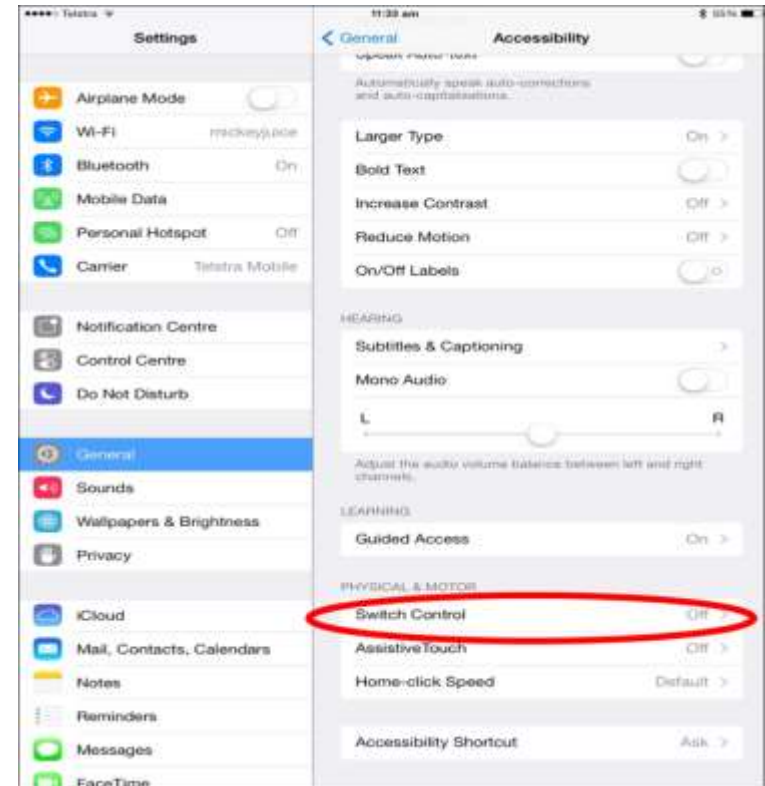 Telstra 11:33 am
Settings
General Accessibility
Speak Auto-text
Automatically speak auto-corrections
and auto-capitalisations.
Airplane Mode
Wi-Fi mickeyjuice
Bluetooth On
Mobile Data
Personal Hotspot Off
Carrier Telstra Mobile
Notification Centre
Control Centre
Do Not Disturb
General
Sounds
Wallpapers & Brightness
Privacy
iCloud
Mail, Contacts, Calendars
Notes
Reminders
Messages
FaceTime
Larger Type On
Bold Text
Increase Contrast Off
Reduce Motion Off
On/Off Labels
HEARING
Subtitles & Captioning
Mono Audio
L R
Adjust the audio volume balance between left and right
channels.
LEARNING
Guided Access On
PHYSICAL & MOTOR
Switch Control Off
AssistiveTouch Off
Home-click Speed Default
Accessibility Shortcut Ask